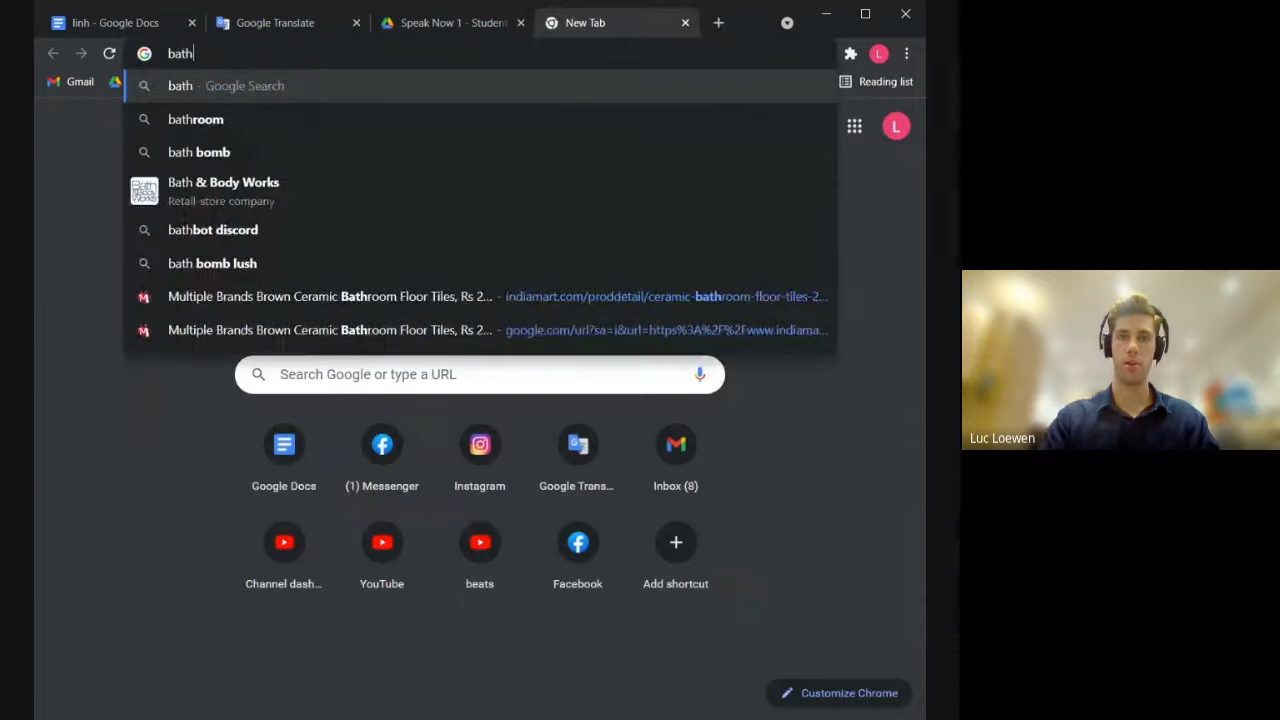 linh - Google Docs
Google Translate
Speak Now 1 - Student
New Tab
bath
Gmail
Reading list
bath - Google Search
bathroom
L
bath bomb
Bath & Body Works
Bath & Body Works
Retail-store company
bathbot discord
bath bomb lush
Multiple Brands Brown Ceramic Bathroom Floor Tiles, Rs 2... - indiamart.com/proddetail/ceramic-bathroom-floor-tiles-2...
Multiple Brands Brown Ceramic Bathroom Floor Tiles, Rs 2... - google.com/url?sa=i&url=https%3A%2F%2Fwww.indiama...
Search Google or type a URL
Google Docs
(1) Messenger
Instagram
Google Trans...
Inbox (8)
Channel dash...
YouTube
beats
Facebook
Add shortcut
Customize Chrome
Luc Loewen